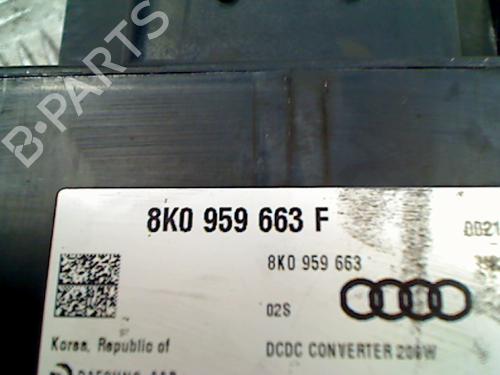 B-PARTS
8K0 959 663 F
8K0 959 663
02S
Korea, Republic of
DCDC CONVERTER 200W